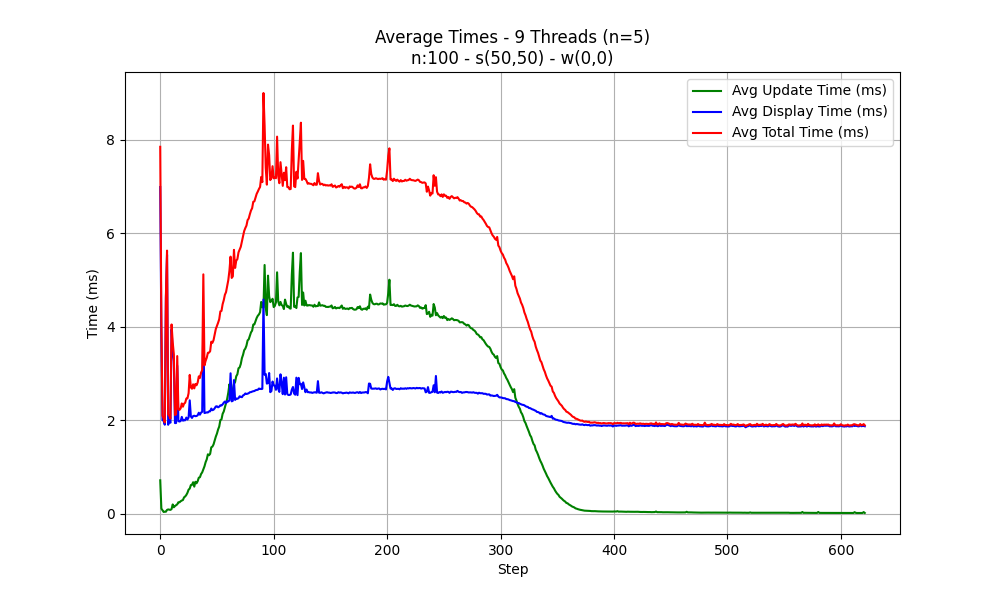 Average Times - 9 Threads (n=5)
n:100 - s(50,50) - w(0,0)
Avg Update Time (ms)
Avg Display Time (ms)
Avg Total Time (ms)
Time (ms)
8
6
4
2
0
0 100 200 300 400 500 600
Step